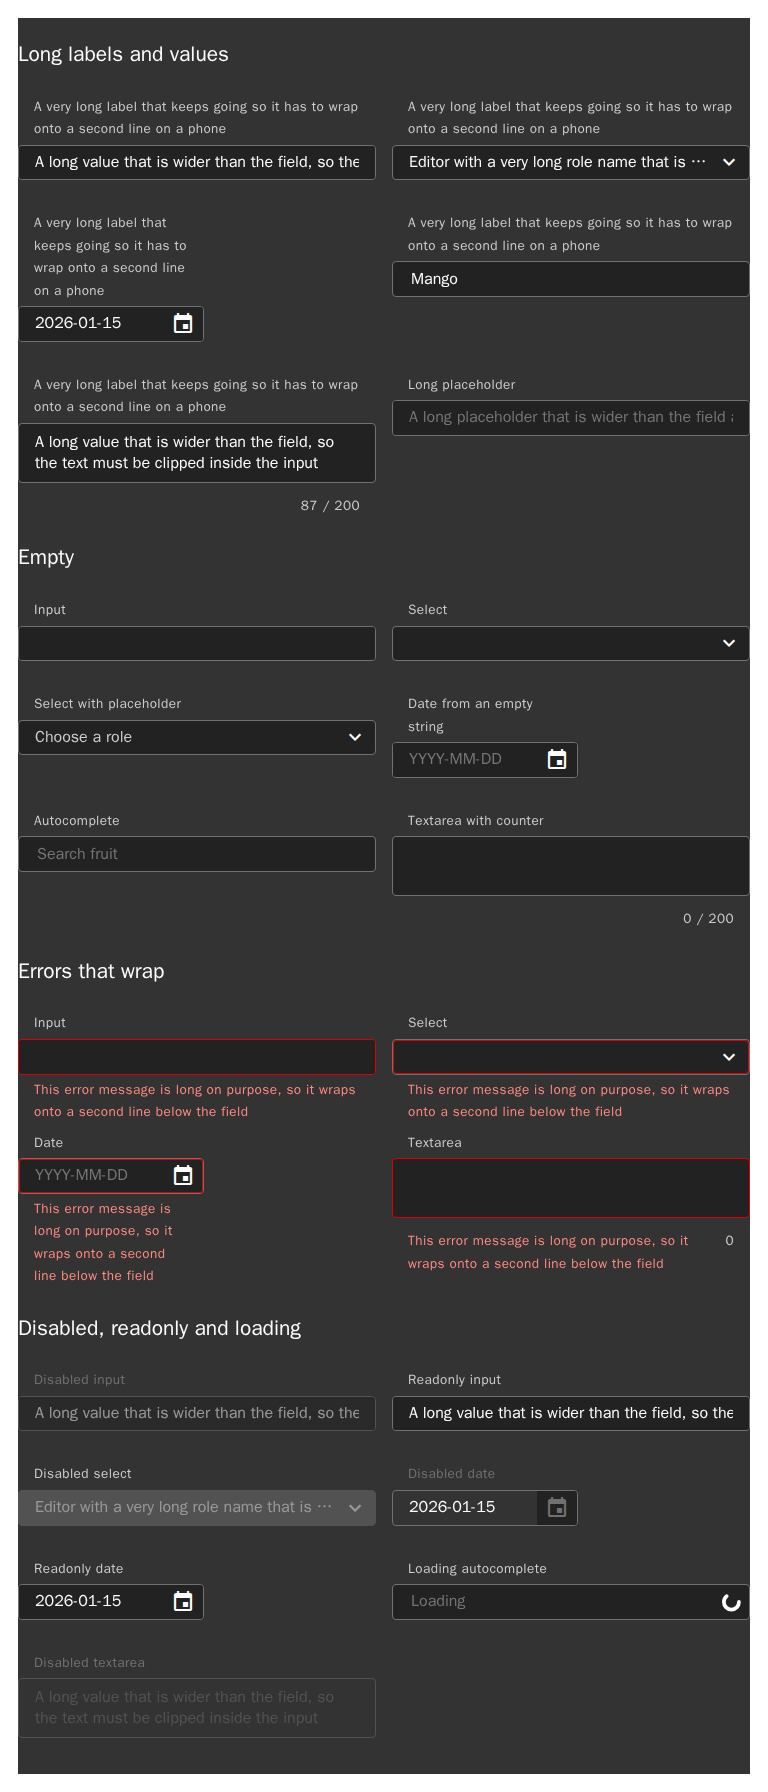 Long labels and values
A very long label that keeps going so it has to wrap
onto a second line on a phone
A long value that is wider than the field, so the
A very long label that keeps going so it has to wrap
onto a second line on a phone
Editor with a very long role name that is ···
A very long label that
keeps going so it has to
wrap onto a second line
on a phone
2026-01-15
A very long label that keeps going so it has to wrap
onto a second line on a phone
Mango
A very long label that keeps going so it has to wrap
onto a second line on a phone
A long value that is wider than the field, so
the text must be clipped inside the input
87 / 200
Long placeholder
A long placeholder that is wider than the field a
Empty
Input
Select
Select with placeholder
Choose a role
Date from an empty
string
YYYY-MM-DD
Autocomplete
Search fruit
Textarea with counter
0 / 200
Errors that wrap
Input
This error message is long on purpose, so it wraps
onto a second line below the field
Select
This error message is long on purpose, so it wraps
onto a second line below the field
Date
YYYY-MM-DD
This error message is
long on purpose, so it
wraps onto a second
line below the field
Textarea
This error message is long on purpose, so it
wraps onto a second line below the field
0
Disabled, readonly and loading
Disabled input
A long value that is wider than the field, so the
Readonly input
A long value that is wider than the field, so the
Disabled select
Editor with a very long role name that is ···
Disabled date
2026-01-15
Readonly date
2026-01-15
Loading autocomplete
Loading
Disabled textarea
A long value that is wider than the field, so
the text must be clipped inside the input